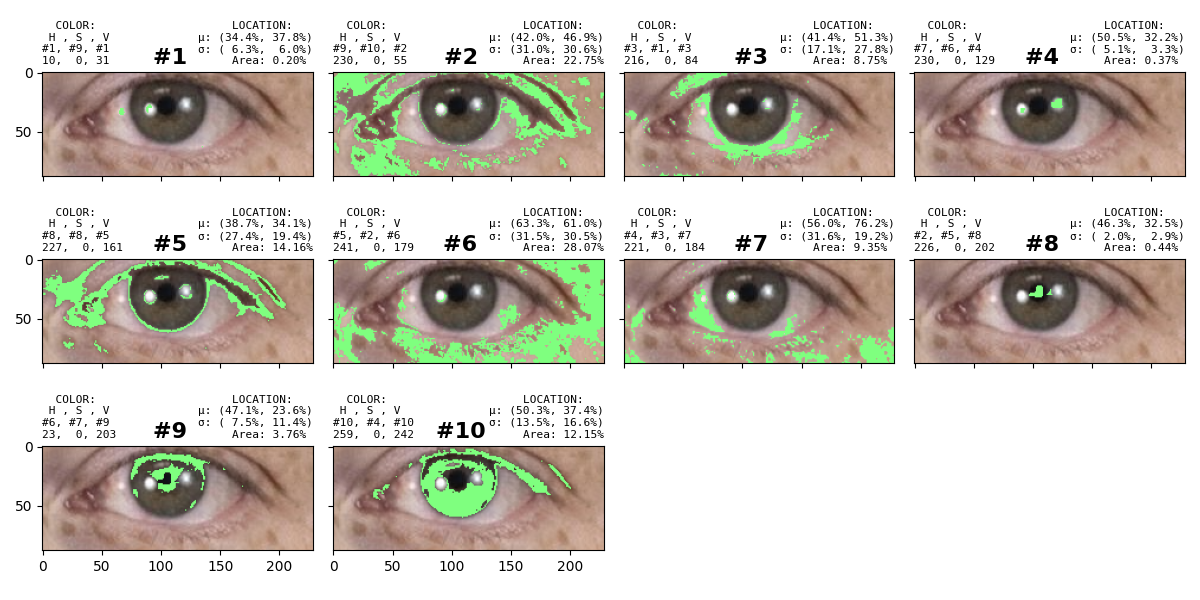 COLOR: LOCATION:
H , S , V μ: (34.4%, 37.8%)
#1, #9, #1 σ: ( 6.3%, 6.0%)
10, 0, 31 #1 Area: 0.20%
COLOR: LOCATION:
H , S , V μ: (42.0%, 46.9%)
#9, #10, #2 σ: (31.0%, 30.6%)
230, 0, 55 #2 Area: 22.75%
COLOR: LOCATION:
H , S , V μ: (41.4%, 51.3%)
#3, #1, #3 σ: (17.1%, 27.8%)
216, 0, 84 #3 Area: 8.75%
COLOR: LOCATION:
H , S , V μ: (50.5%, 32.2%)
#7, #6, #4 σ: ( 5.1%, 3.3%)
230, 0, 129 #4 Area: 0.37%
0
50
COLOR: LOCATION:
H , S , V μ: (38.7%, 34.1%)
#8, #8, #5 σ: (27.4%, 19.4%)
227, 0, 161 #5 Area: 14.16%
COLOR: LOCATION:
H , S , V μ: (63.3%, 61.0%)
#5, #2, #6 σ: (31.5%, 30.5%)
241, 0, 179 #6 Area: 28.07%
COLOR: LOCATION:
H , S , V μ: (56.0%, 76.2%)
#4, #3, #7 σ: (31.6%, 19.2%)
221, 0, 184 #7 Area: 9.35%
COLOR: LOCATION:
H , S , V μ: (46.3%, 32.5%)
#2, #5, #8 σ: ( 2.0%, 2.9%)
226, 0, 202 #8 Area: 0.44%
0
50
COLOR: LOCATION:
H , S , V μ: (47.1%, 23.6%)
#6, #7, #9 σ: ( 7.5%, 11.4%)
23, 0, 203 #9 Area: 3.76%
COLOR: LOCATION:
H , S , V μ: (50.3%, 37.4%)
#10, #4, #10 σ: (13.5%, 16.6%)
259, 0, 242 #10 Area: 12.15%
0
50
0 50 100 150 200
0 50 100 150 200